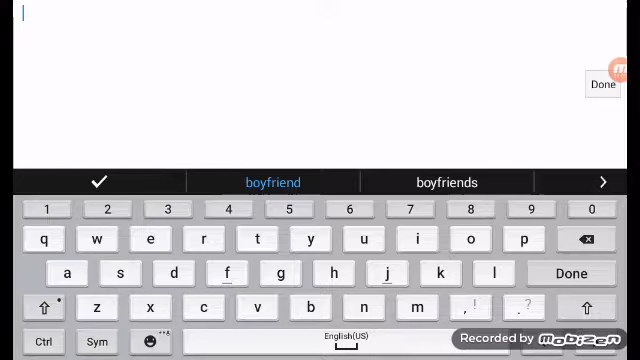 Done
boyfriend boyfriends
1 2 3 4 5 6 7 8 9 0
q w e r t y u i o p
a s d f g h j k l Done
z x c v b n m , ! . ?
Ctrl Sym English(US)
Recorded by mobizen